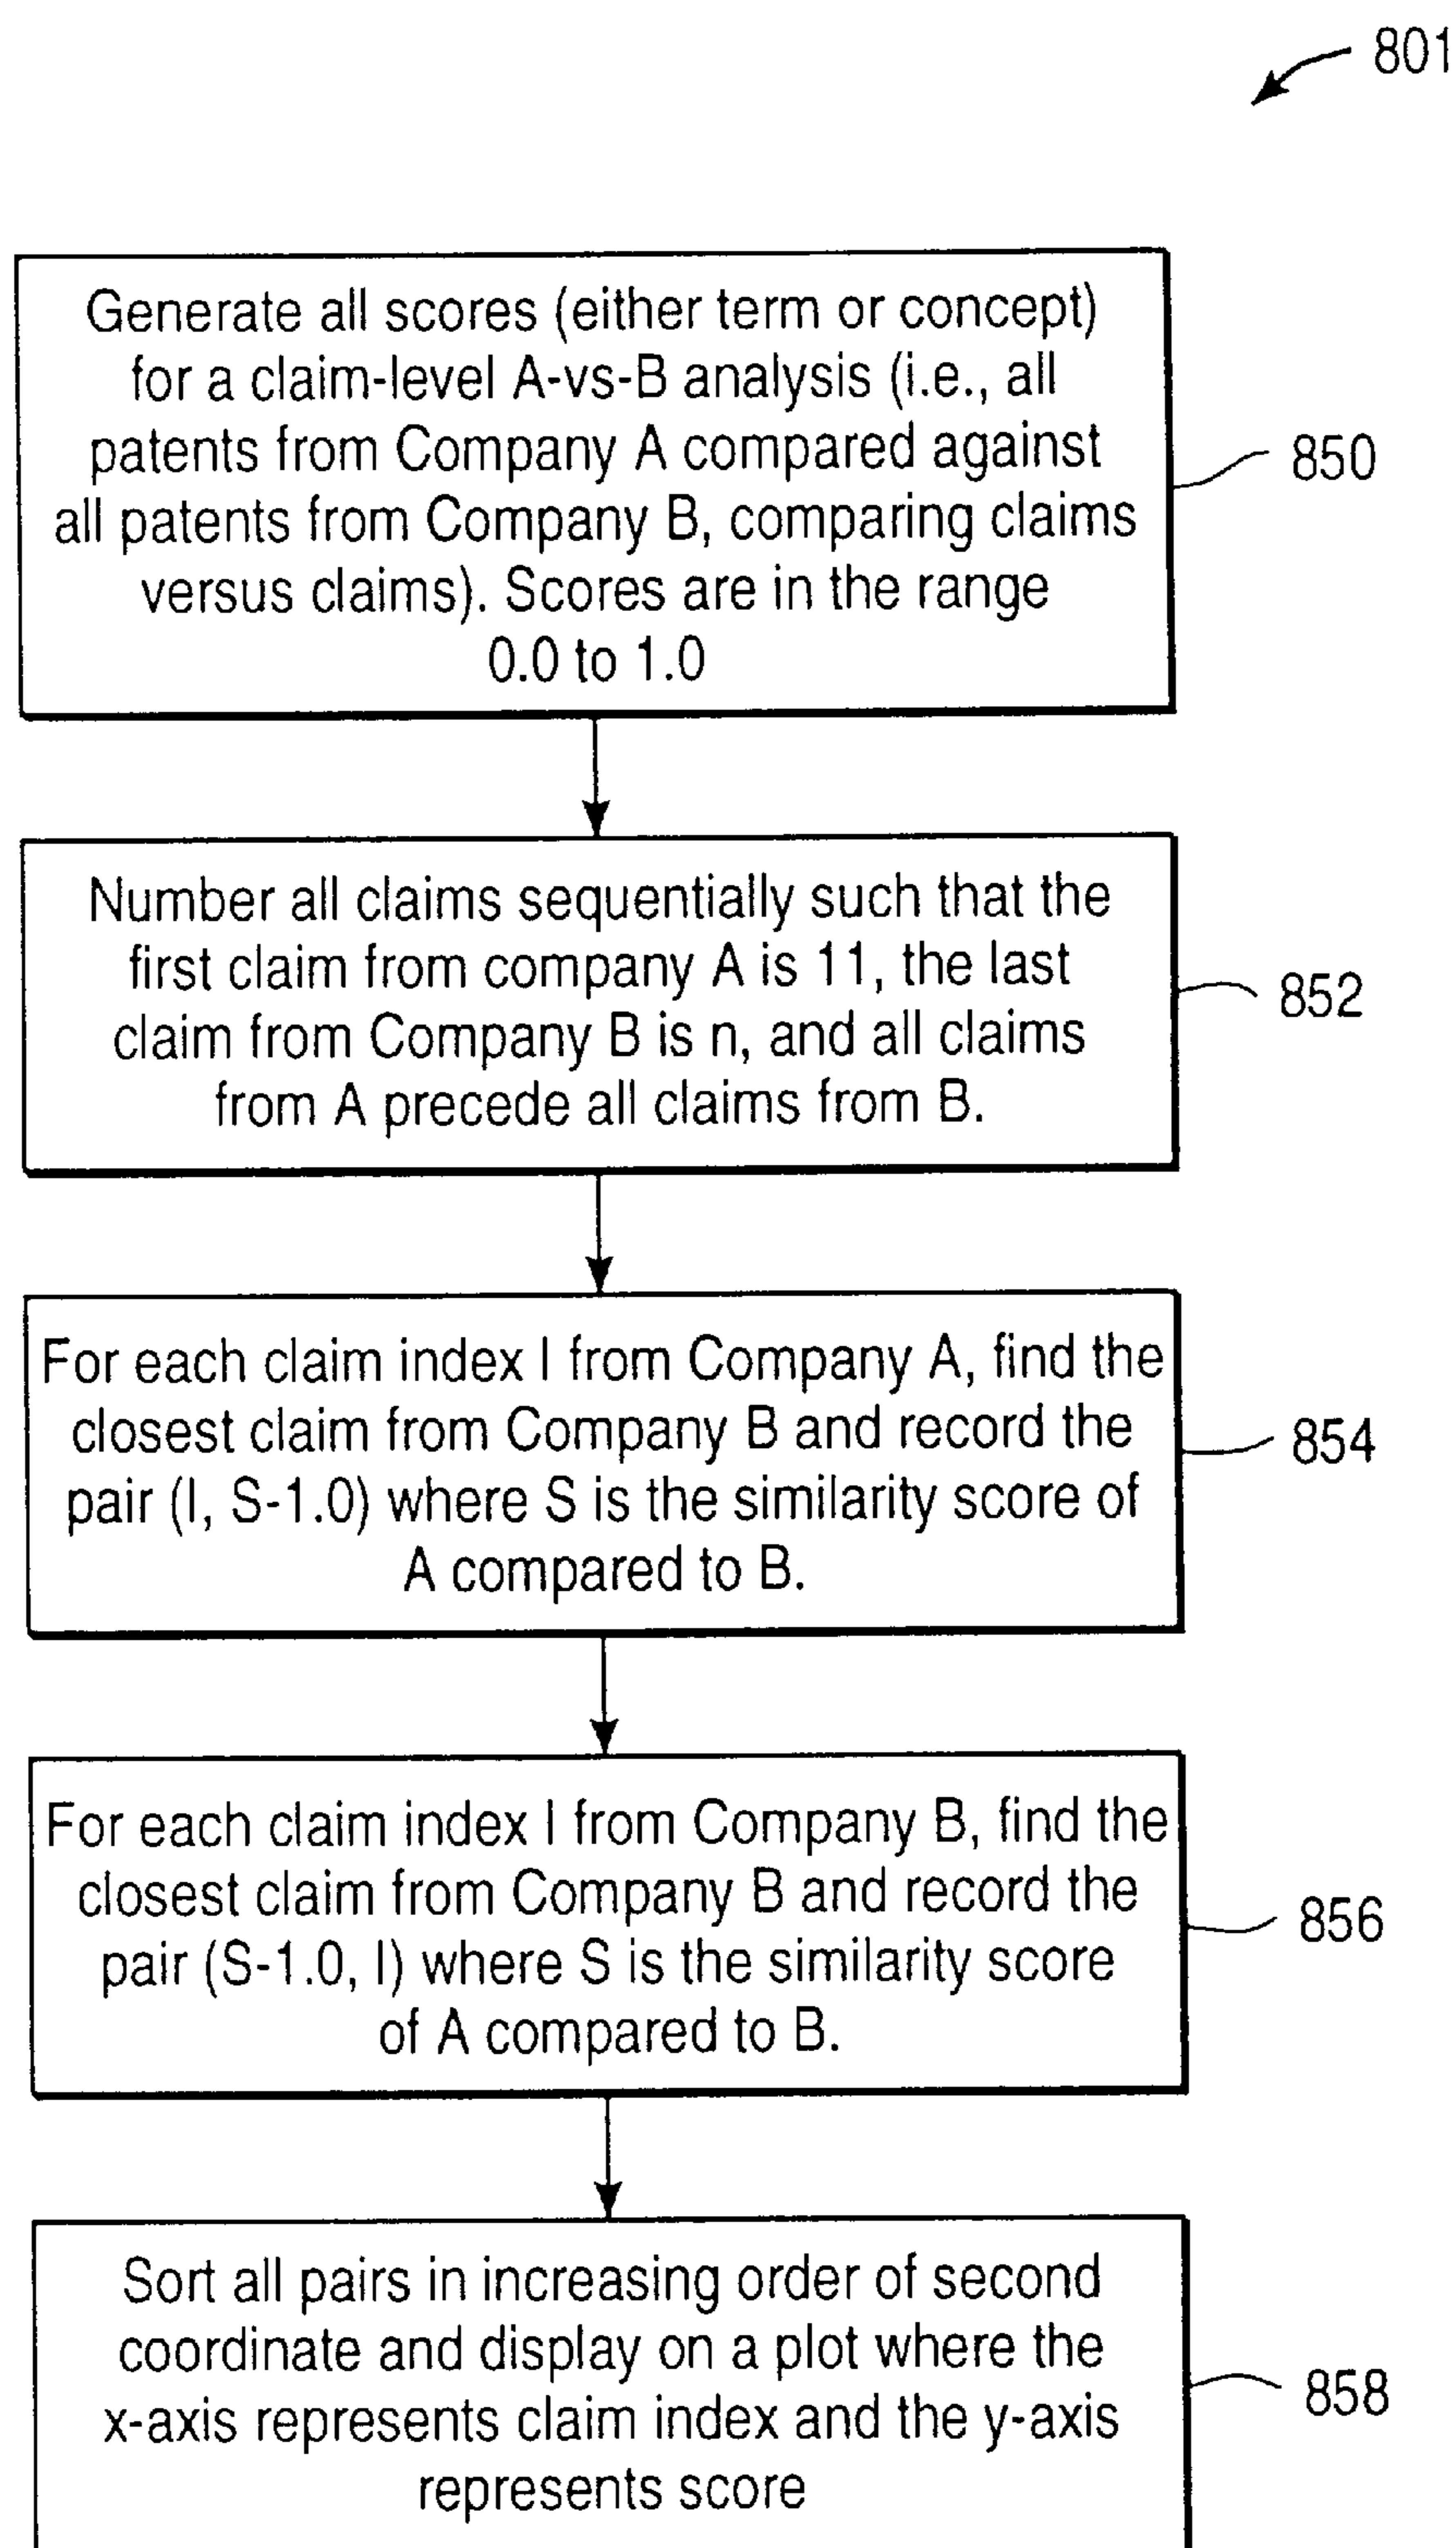 801
Generate all scores (either term or concept)
for a claim-level A-vs-B analysis (i.e., all
patents from Company A compared against
all patents from Company B, comparing claims
versus claims). Scores are in the range
0.0 to 1.0
850
Number all claims sequentially such that the
first claim from company A is 11, the last
claim from Company B is n, and all claims
from A precede all claims from B.
852
For each claim index I from Company A, find the
closest claim from Company B and record the
pair (I, S-1.0) where S is the similarity score of
A compared to B.
854
For each claim index I from Company B, find the
closest claim from Company B and record the
pair (S-1.0, I) where S is the similarity score
of A compared to B.
856
Sort all pairs in increasing order of second
coordinate and display on a plot where the
x-axis represents claim index and the y-axis
represents score
858